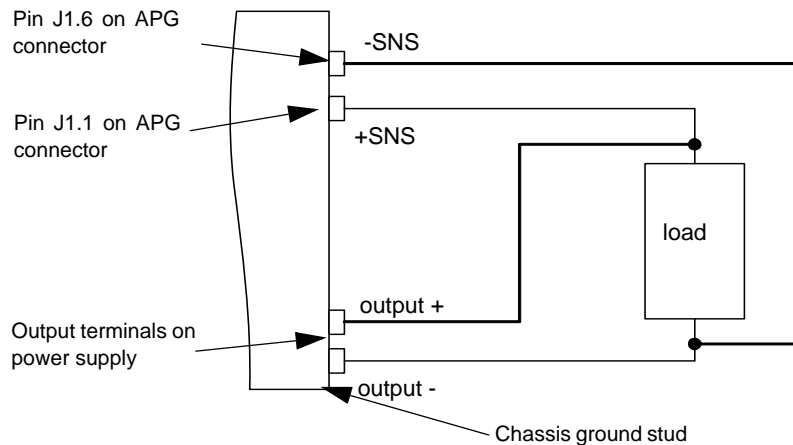 Pin J1.6 on APG
connector
-SNS
Pin J1.1 on APG
connector
+SNS
load
output +
Output terminals on
power supply
output -
Chassis ground stud